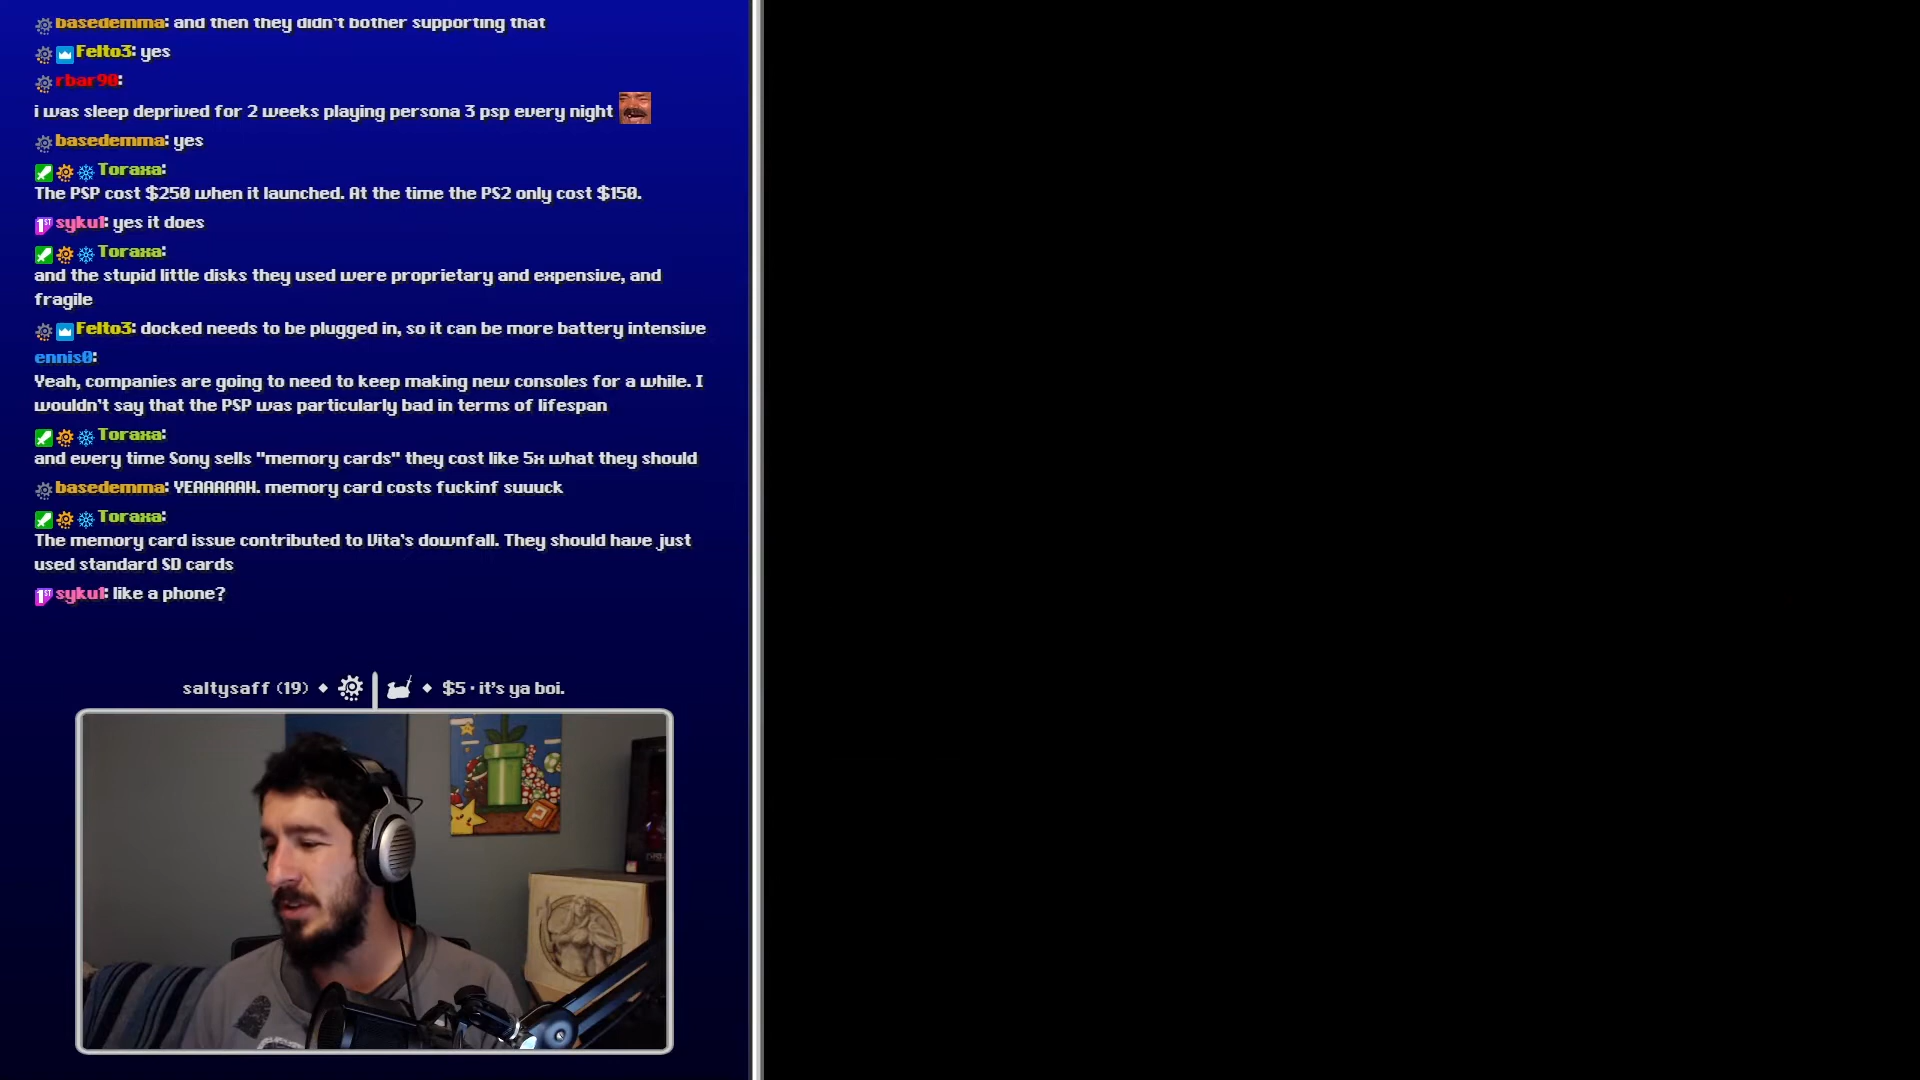 basedemma: and then they didn't bother supporting that
Felto3: yes
rbar90:
i was sleep deprived for 2 weeks playing persona 3 psp every night
basedemma: yes
Toraxa:
The PSP cost $250 when it launched. At the time the PS2 only cost $150.
1ST syku1: yes it does
Toraxa:
and the stupid little disks they used were proprietary and expensive, and
fragile
Felto3: docked needs to be plugged in, so it can be more battery intensive
ennis0:
Yeah, companies are going to need to keep making new consoles for a while. I
wouldn't say that the PSP was particularly bad in terms of lifespan
Toraxa:
and every time Sony sells "memory cards" they cost like 5x what they should
basedemma: YEAAAAAH. memory card costs fuckinf suuuck
Toraxa:
The memory card issue contributed to Vita's downfall. They should have just
used standard SD cards
1ST syku1: like a phone?
saltysaff (19) ◆ ◆ $5 · it's ya boi.